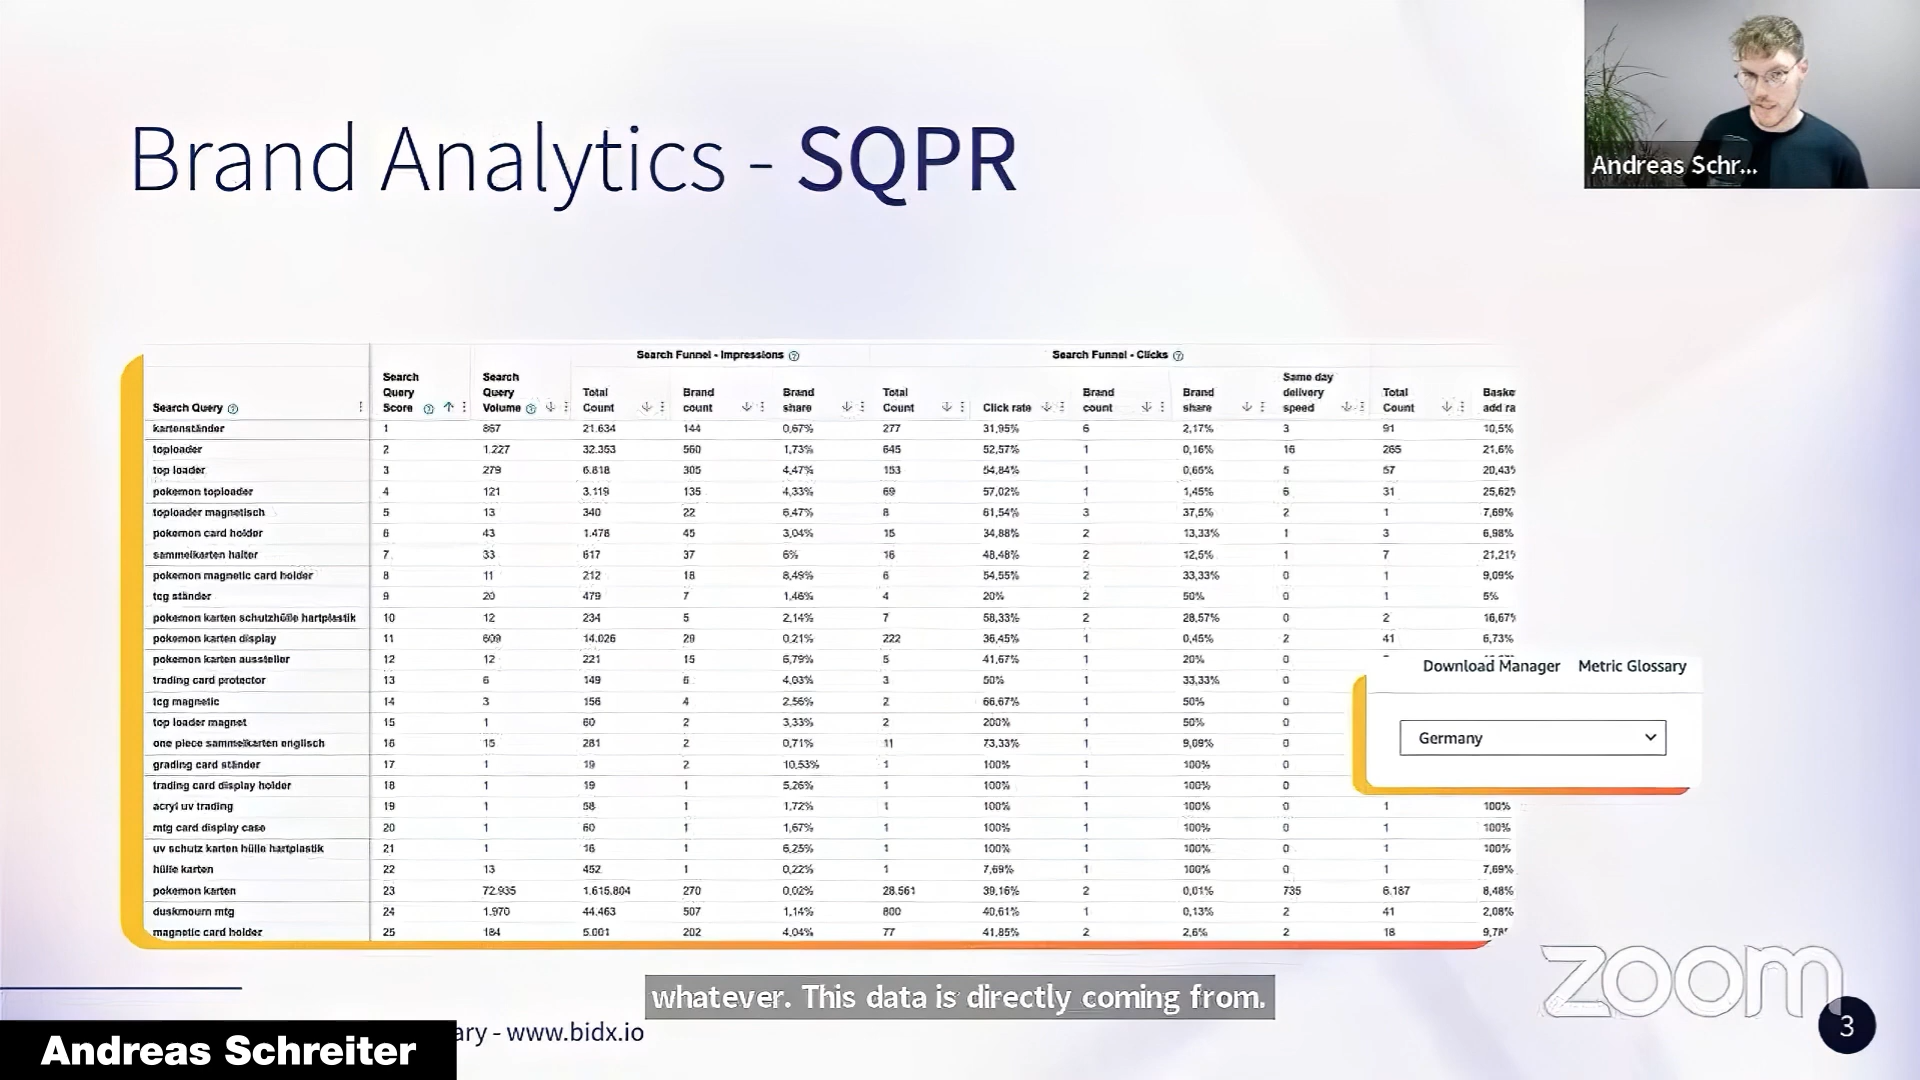 Brand Analytics - SQPR
Andreas Schr...
Search Funnel - Impressions
Search Funnel - Clicks
Search Query
Search Query Score
Search Query Volume
Total Count
Brand count
Brand share
Total Count
Click rate
Brand count
Brand share
Same day delivery speed
Total Count
Baske
add ra
kartenständer 1 867 21.634 144 0,67% 277 31,95% 6 2,17% 3 91 10,5%
toploader 2 1.227 32.353 560 1,73% 645 52,57% 1 0,16% 16 265 21,6%
top loader 3 279 6.818 305 4,47% 153 54,84% 1 0,65% 5 57 20,43%
pokemon toploader 4 121 3.119 135 4,33% 69 57,02% 1 1,45% 6 31 25,62%
toploader magnetisch 5 13 340 22 6,47% 8 61,54% 3 37,5% 2 1 7,69%
pokemon card holder 6 43 1.478 45 3,04% 15 34,88% 2 13,33% 1 3 6,98%
sammelkarten halter 7 33 617 37 6% 16 48,48% 2 12,5% 1 7 21,21%
pokemon magnetic card holder 8 11 212 18 8,49% 6 54,55% 2 33,33% 0 1 9,09%
tcg ständer 9 20 479 7 1,46% 4 20% 2 50% 0 1 5%
pokemon karten schutzhülle hartplastik 10 12 234 5 2,14% 7 58,33% 2 28,57% 0 2 16,67%
pokemon karten display 11 609 14.026 29 0,21% 222 36,45% 1 0,45% 2 41 6,73%
pokemon karten aussteller 12 12 221 15 6,79% 5 41,67% 1 20% 0
trading card protector 13 6 149 6 4,03% 3 50% 1 33,33% 0
tcg magnetic 14 3 156 4 2,56% 2 66,67% 1 50% 0
top loader magnet 15 1 60 2 3,33% 2 200% 1 50% 0
one piece sammelkarten englisch 16 15 281 2 0,71% 11 73,33% 1 9,09% 0
grading card ständer 17 1 19 2 10,53% 1 100% 1 100% 0
trading card display holder 18 1 19 1 5,26% 1 100% 1 100% 0
acryl uv trading 19 1 58 1 1,72% 1 100% 1 100% 0 1 100%
mtg card display case 20 1 60 1 1,67% 1 100% 1 100% 0 1 100%
uv schutz karten hülle hartplastik 21 1 16 1 6,25% 1 100% 1 100% 0 1 100%
hülle karten 22 13 452 1 0,22% 1 7,69% 1 100% 0 1 7,69%
pokemon karten 23 72.935 1.615.804 270 0,02% 28.561 39,16% 2 0,01% 735 6.187 8,48%
duskmourn mtg 24 1.970 44.463 507 1,14% 800 40,61% 1 0,13% 2 41 2,08%
magnetic card holder 25 184 5.001 202 4,04% 77 41,85% 2 2,6% 2 18 9,78%
Download Manager Metric Glossary
Germany
whatever. This data is directly coming from.
zoom
ary - www.bidx.io
Andreas Schreiter
3